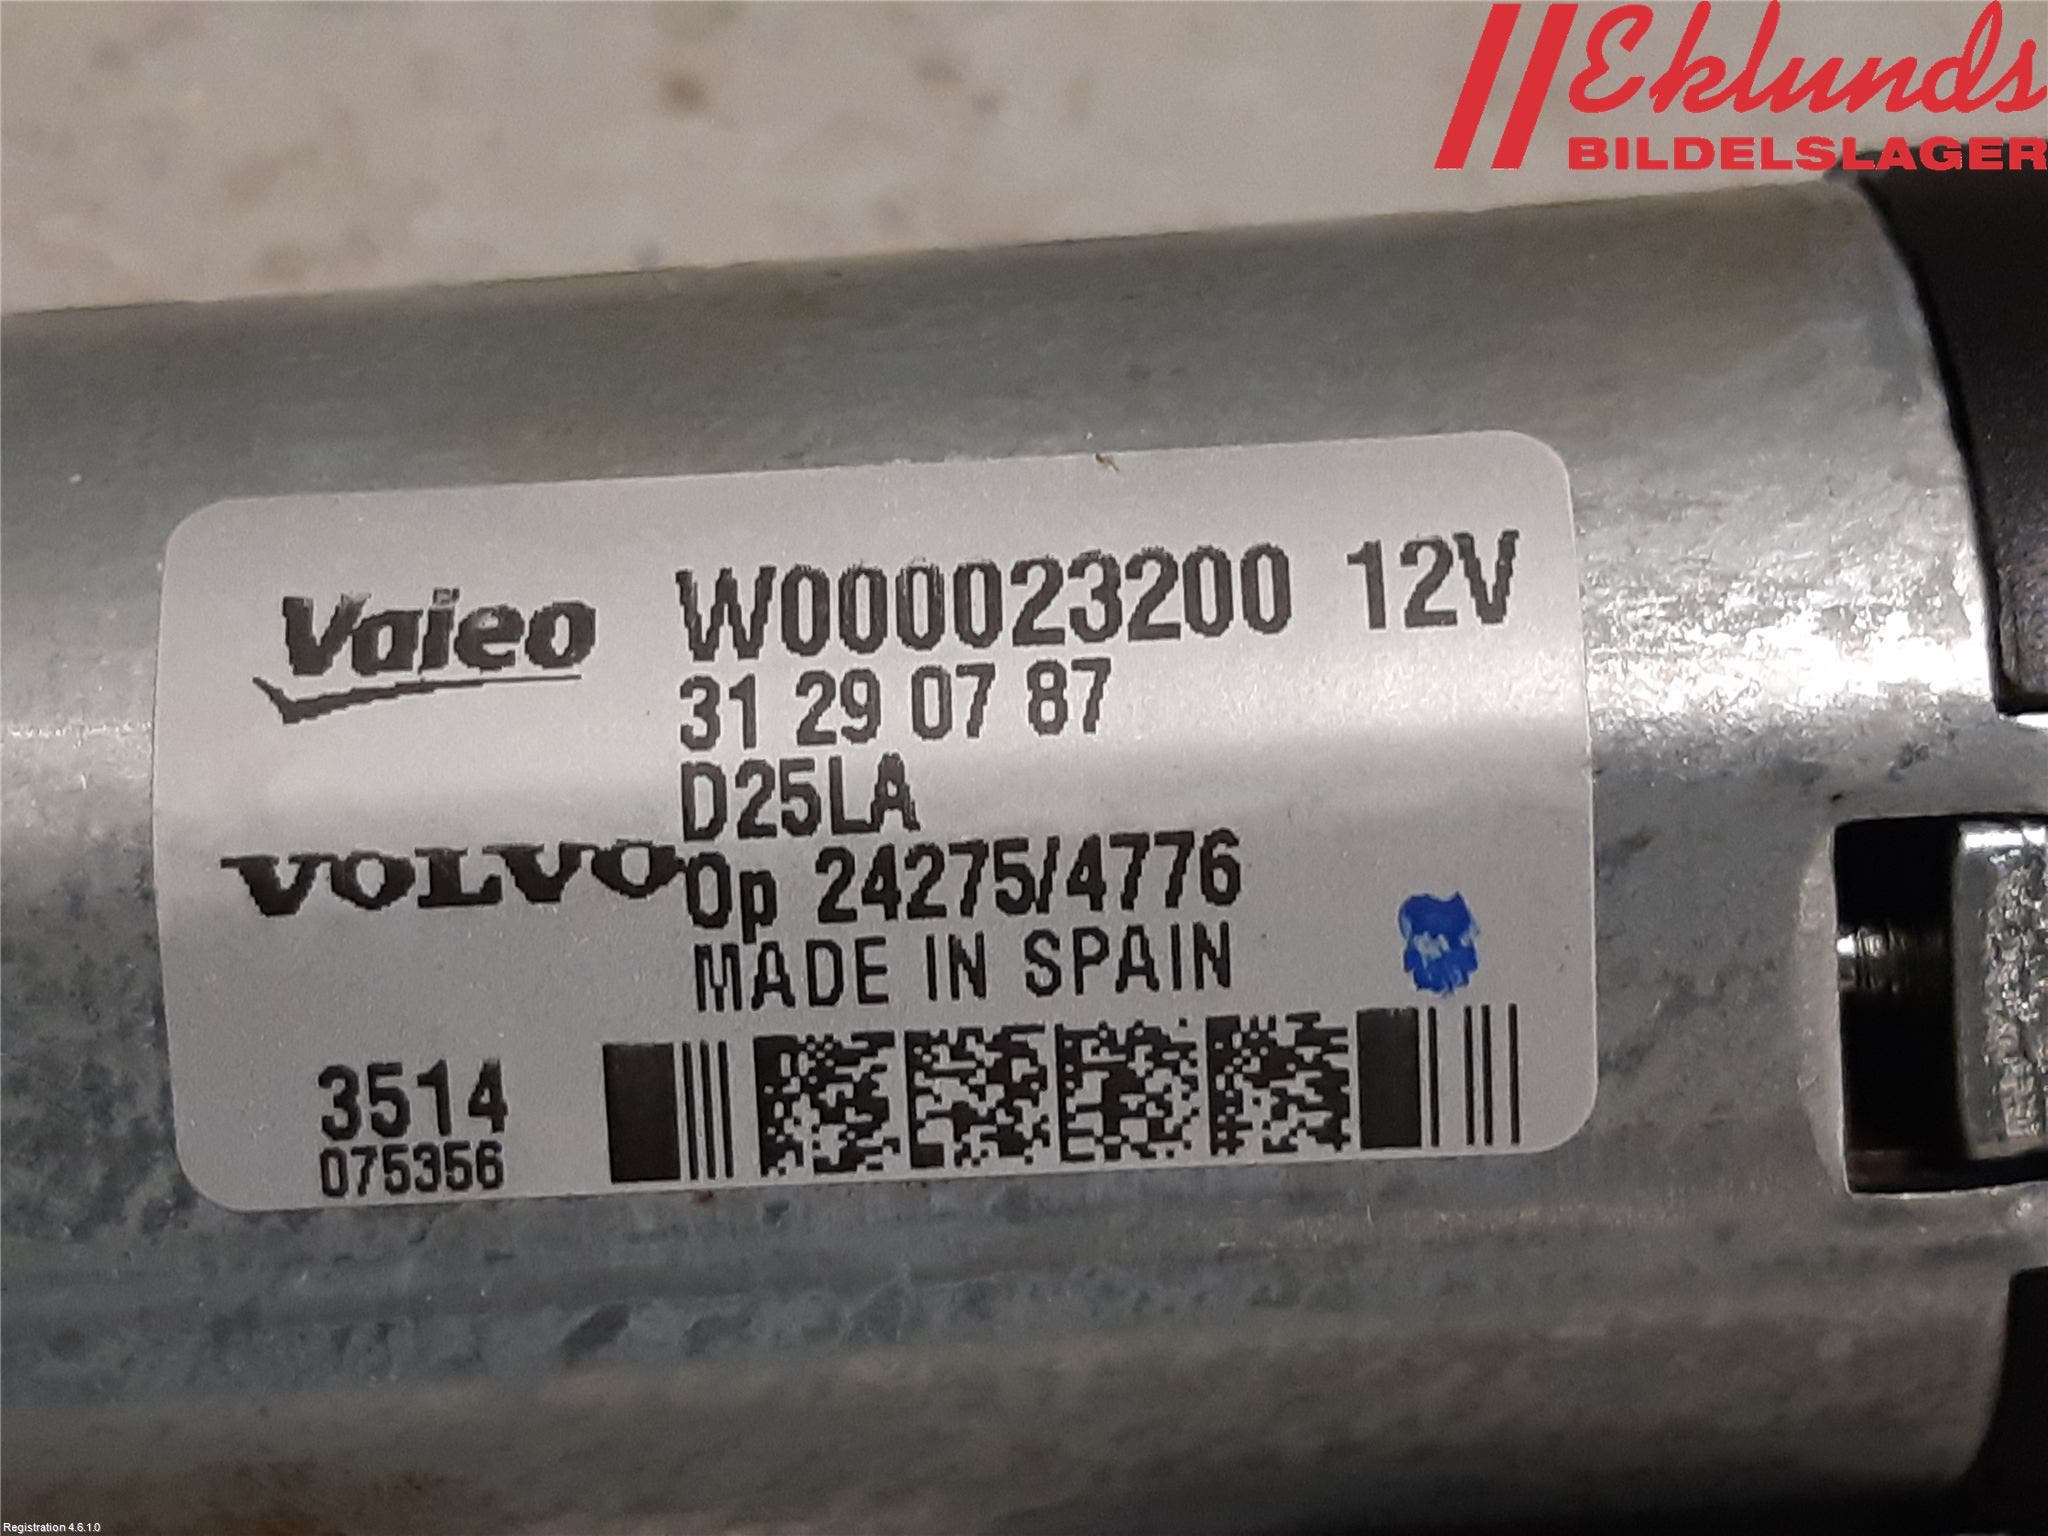 Eklunds
BILDELSLAGER
Valeo W000023200 12V
31 29 07 87
D25LA
VOLVO Op 24275/4776
MADE IN SPAIN
3514
075356
Registration 4.6.1.0